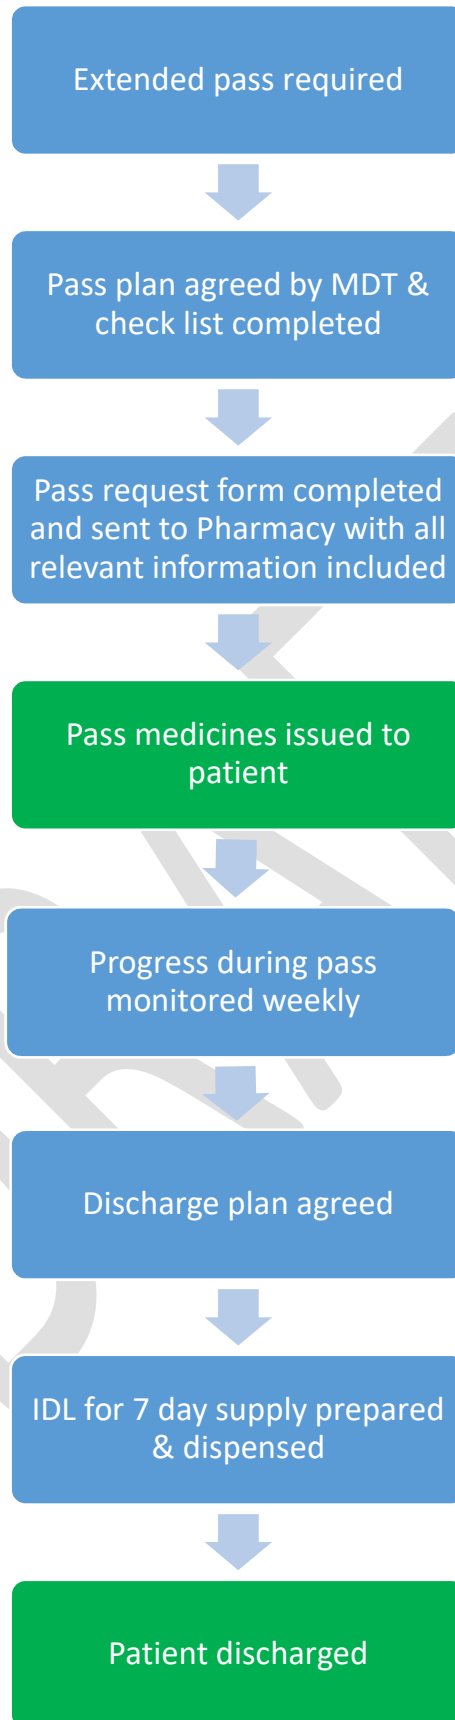 Extended pass required
Pass plan agreed by MDT &
check list completed
Pass request form completed
and sent to Pharmacy with all
relevant information included
Pass medicines issued to
patient
Progress during pass
monitored weekly
Discharge plan agreed
IDL for 7 day supply prepared
& dispensed
Patient discharged